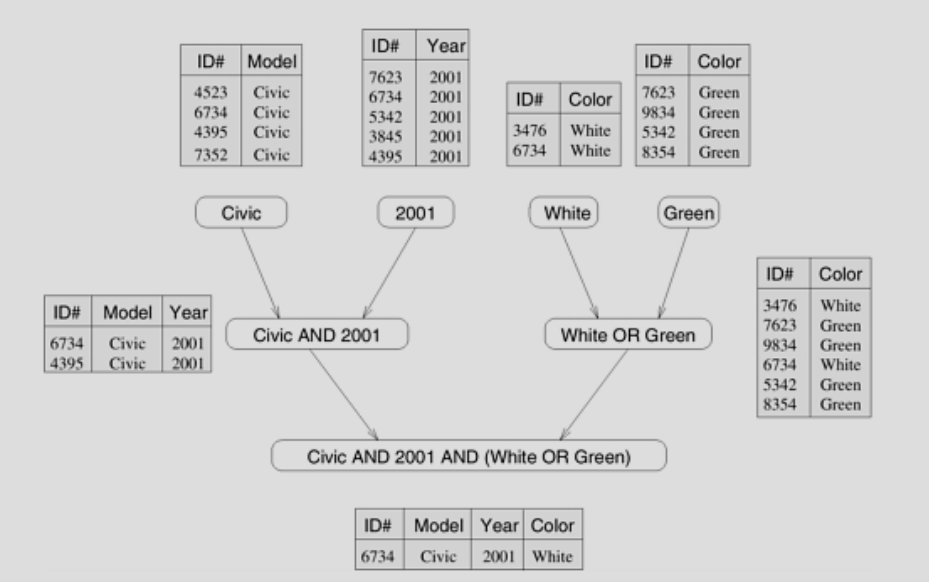 ID# Model
4523 Civic
6734 Civic
4395 Civic
7352 Civic
ID# Year
7623 2001
6734 2001
5342 2001
3845 2001
4395 2001
ID# Color
3476 White
6734 White
ID# Color
7623 Green
9834 Green
5342 Green
8354 Green
Civic
2001
White
Green
ID# Model Year
6734 Civic 2001
4395 Civic 2001
Civic AND 2001
White OR Green
ID# Color
3476 White
7623 Green
9834 Green
6734 White
5342 Green
8354 Green
Civic AND 2001 AND (White OR Green)
ID# Model Year Color
6734 Civic 2001 White